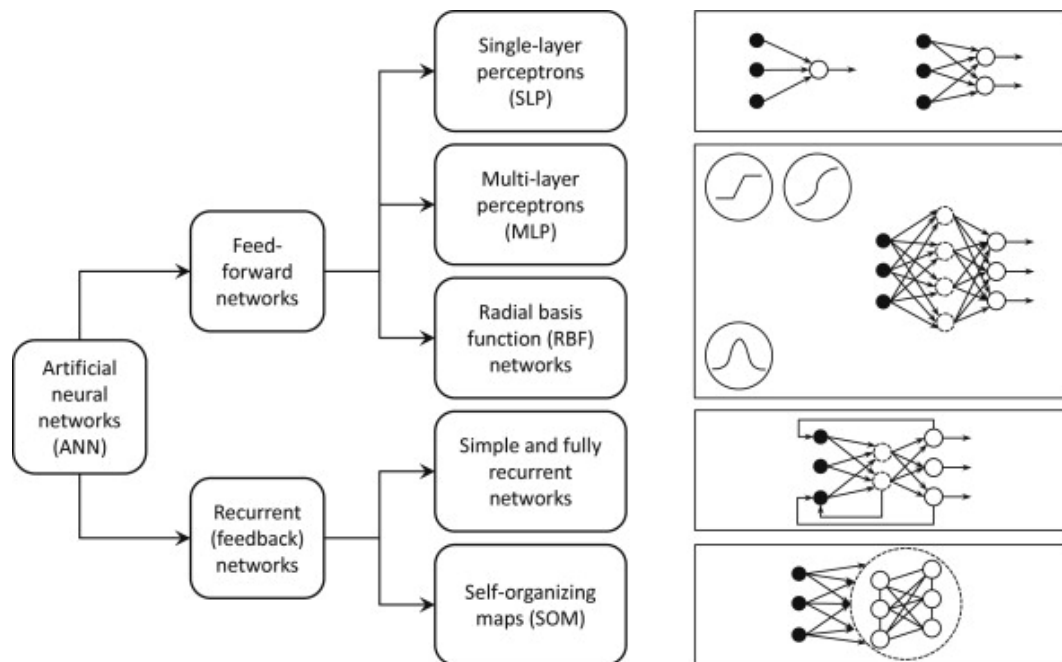 Single-layer
perceptrons
(SLP)
Multi-layer
perceptrons
(MLP)
Feed-
forward
networks
Radial basis
function (RBF)
networks
Artificial
neural
networks
(ANN)
Simple and fully
recurrent
networks
Recurrent
(feedback)
networks
Self-organizing
maps (SOM)